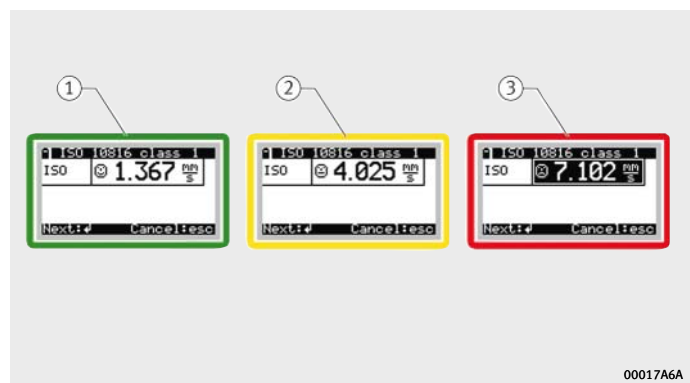 1
2
3
ISO 10816 class 1
ISO 1.367 mm/s
Next:↲ Cancel:esc
ISO 10816 class 1
ISO 4.025 mm/s
Next:↲ Cancel:esc
ISO 10816 class 1
ISO 7.102 mm/s
Next:↲ Cancel:esc
00017A6A